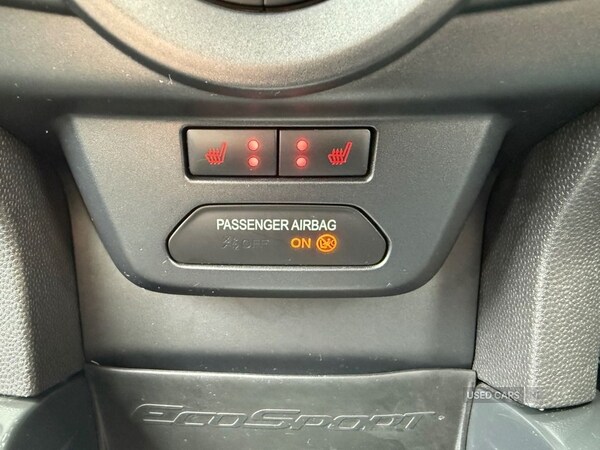 PASSENGER AIRBAG
OFF ON
ECOSPORT
USED CARS